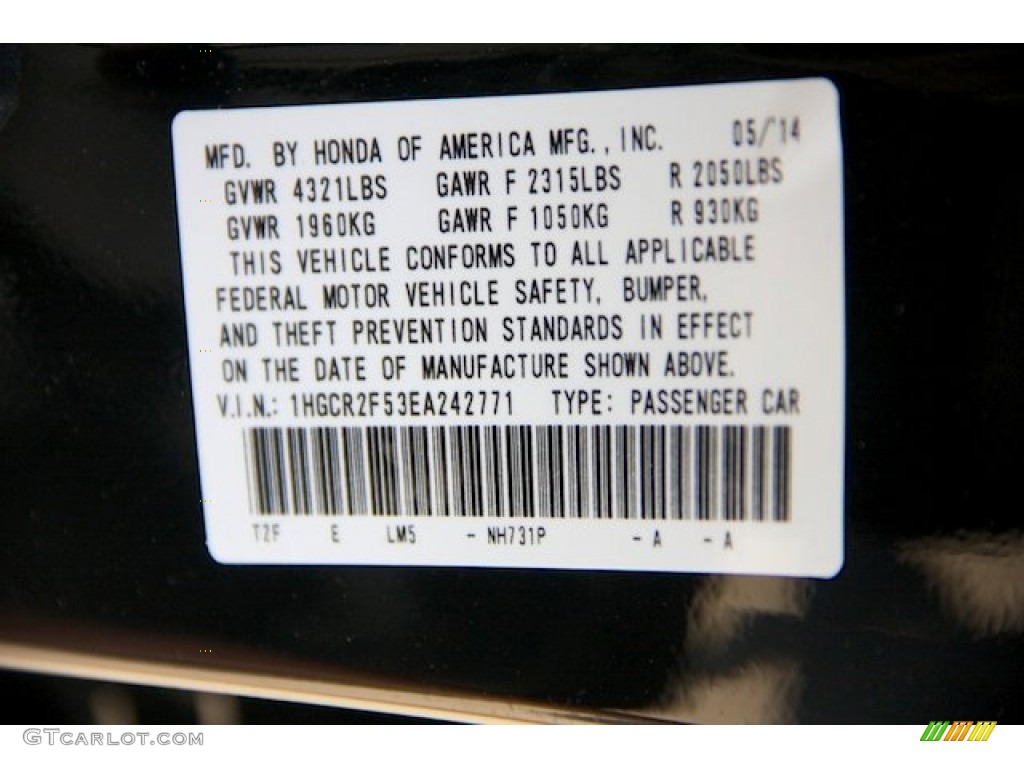 MFD. BY HONDA OF AMERICA MFG., INC. 05/14
GVWR 4321LBS GAWR F 2315LBS R 2050LBS
GVWR 1960KG GAWR F 1050KG R 930KG
THIS VEHICLE CONFORMS TO ALL APPLICABLE
FEDERAL MOTOR VEHICLE SAFETY, BUMPER,
AND THEFT PREVENTION STANDARDS IN EFFECT
ON THE DATE OF MANUFACTURE SHOWN ABOVE.
V.I.N.: 1HGCR2F53EA242771 TYPE: PASSENGER CAR
T2F E LM5 - NH731P - A - A
GTCARLOT.COM